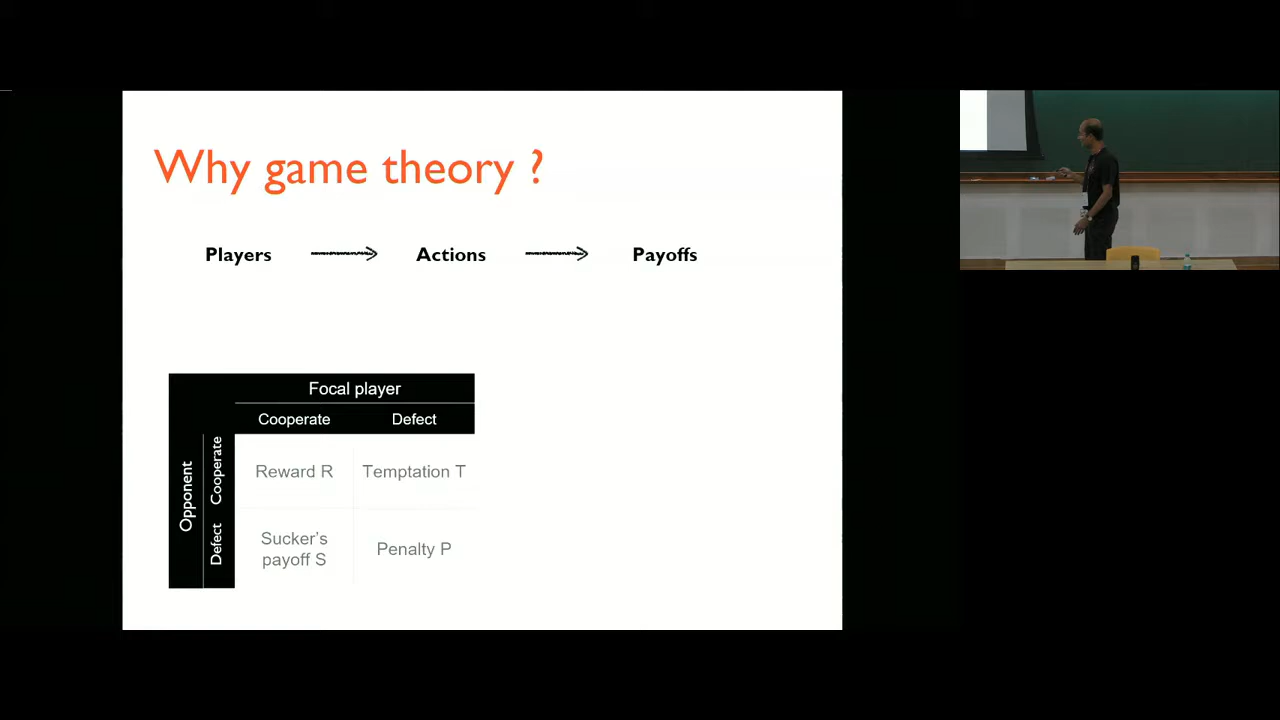 Why game theory ?
Players
Actions
Payoffs
Focal player
Cooperate
Defect
Opponent
Cooperate
Reward R
Temptation T
Defect
Sucker's
payoff S
Penalty P